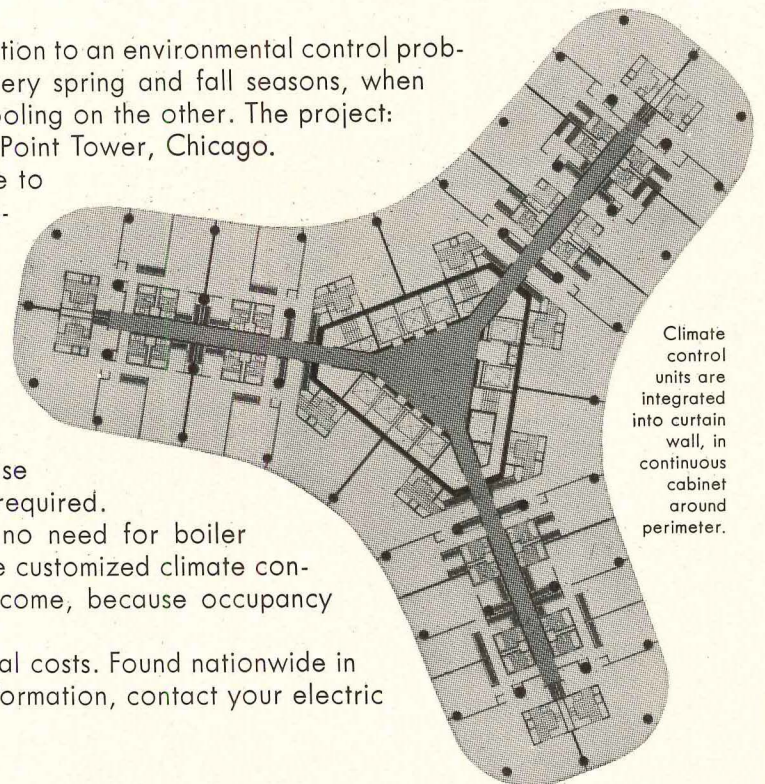 tion to an environmental control prob-
ery spring and fall seasons, when
ooling on the other. The project:
Point Tower, Chicago.
e to
-
se
required.
no need for boiler
e customized climate con-
come, because occupancy
al costs. Found nationwide in
ormation, contact your electric
Climate
control
units are
integrated
into curtain
wall, in
continuous
cabinet
around
perimeter.